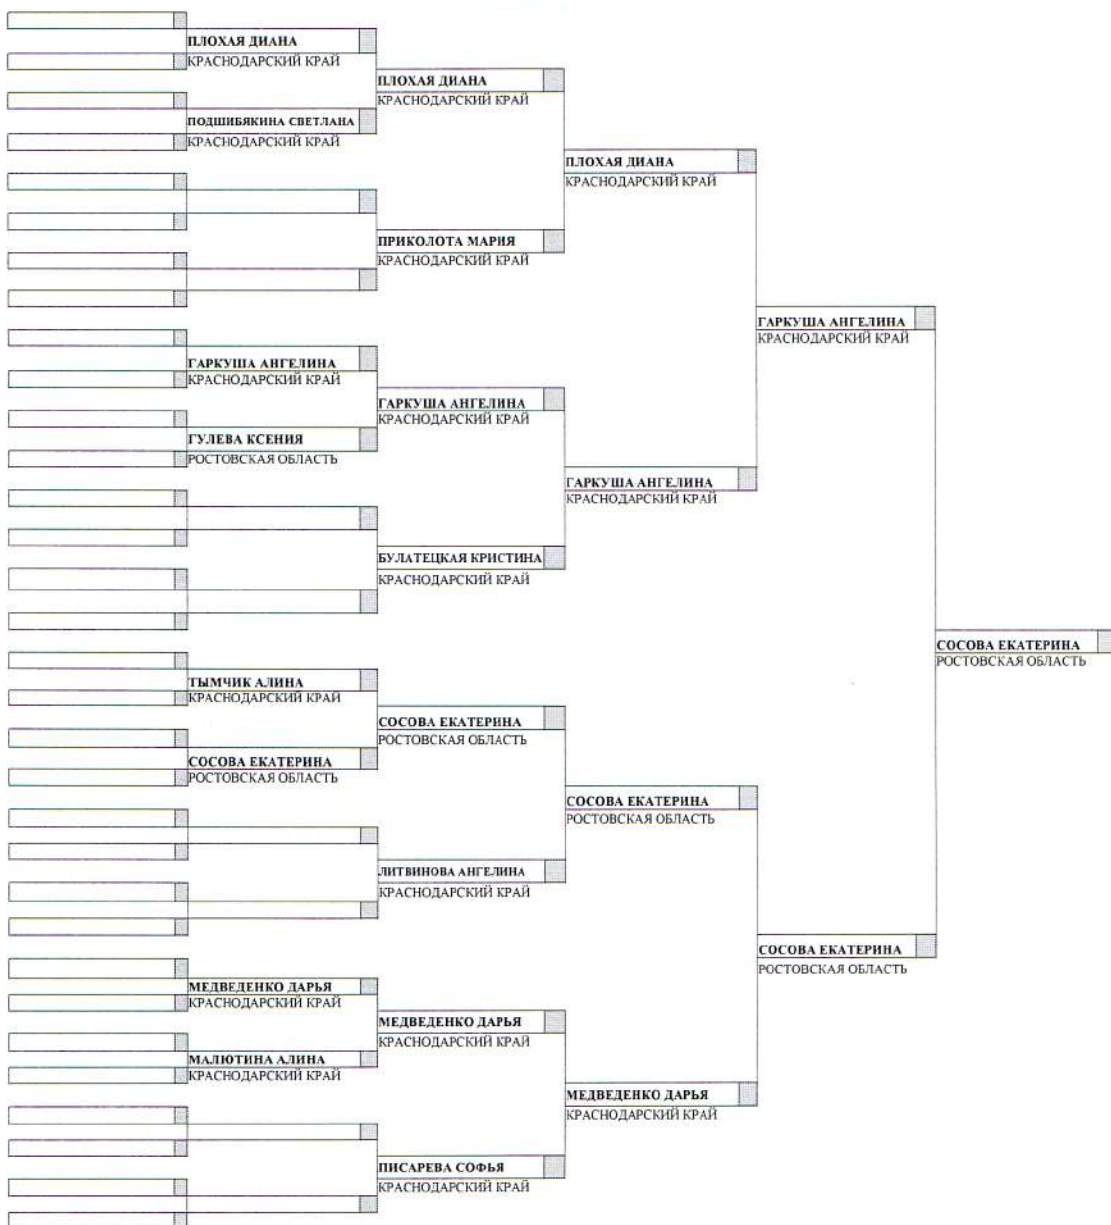 ПЛОХАЯ ДИАНА
КРАСНОДАРСКИЙ КРАЙ
ПОДШИБЯКИНА СВЕТЛАНА
КРАСНОДАРСКИЙ КРАЙ
ГАРКУША АНГЕЛИНА
КРАСНОДАРСКИЙ КРАЙ
ГУЛЕВА КСЕНИЯ
РОСТОВСКАЯ ОБЛАСТЬ
ТЫМЧИК АЛИНА
КРАСНОДАРСКИЙ КРАЙ
СОСОВА ЕКАТЕРИНА
РОСТОВСКАЯ ОБЛАСТЬ
МЕДВЕДЕНКО ДАРЬЯ
КРАСНОДАРСКИЙ КРАЙ
МАЛЮТИНА АЛИНА
КРАСНОДАРСКИЙ КРАЙ
ПЛОХАЯ ДИАНА
КРАСНОДАРСКИЙ КРАЙ
ПРИКОЛОТА МАРИЯ
КРАСНОДАРСКИЙ КРАЙ
ГАРКУША АНГЕЛИНА
КРАСНОДАРСКИЙ КРАЙ
БУЛАТЕЦКАЯ КРИСТИНА
КРАСНОДАРСКИЙ КРАЙ
СОСОВА ЕКАТЕРИНА
РОСТОВСКАЯ ОБЛАСТЬ
ЛИТВИНОВА АНГЕЛИНА
КРАСНОДАРСКИЙ КРАЙ
МЕДВЕДЕНКО ДАРЬЯ
КРАСНОДАРСКИЙ КРАЙ
ПИСАРЕВА СОФЬЯ
КРАСНОДАРСКИЙ КРАЙ
ПЛОХАЯ ДИАНА
КРАСНОДАРСКИЙ КРАЙ
ГАРКУША АНГЕЛИНА
КРАСНОДАРСКИЙ КРАЙ
СОСОВА ЕКАТЕРИНА
РОСТОВСКАЯ ОБЛАСТЬ
МЕДВЕДЕНКО ДАРЬЯ
КРАСНОДАРСКИЙ КРАЙ
ГАРКУША АНГЕЛИНА
КРАСНОДАРСКИЙ КРАЙ
СОСОВА ЕКАТЕРИНА
РОСТОВСКАЯ ОБЛАСТЬ
СОСОВА ЕКАТЕРИНА
РОСТОВСКАЯ ОБЛАСТЬ